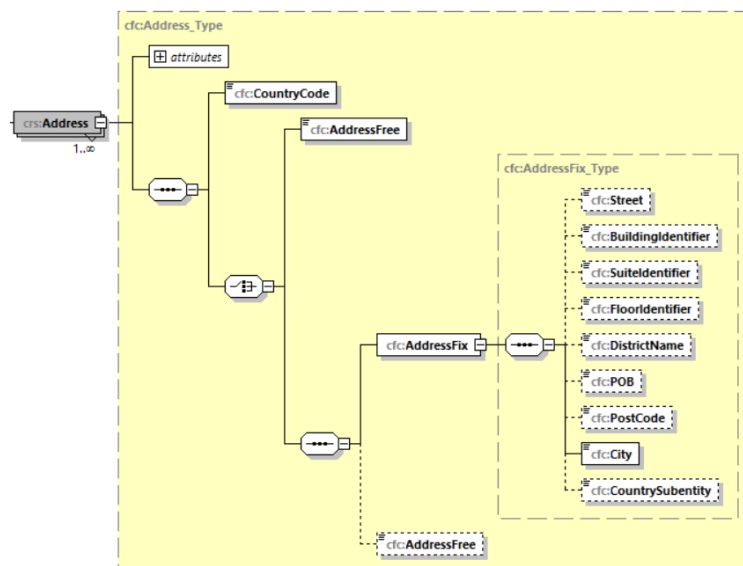 cfc:Address_Type
attributes
cfc:CountryCode
crs:Address
1..∞
cfc:AddressFree
cfc:AddressFix_Type
cfc:Street
cfc:BuildingIdentifier
cfc:SuiteIdentifier
cfc:FloorIdentifier
cfc:AddressFix
cfc:DistrictName
cfc:POB
cfc:PostCode
cfc:City
cfc:CountrySubentity
cfc:AddressFree